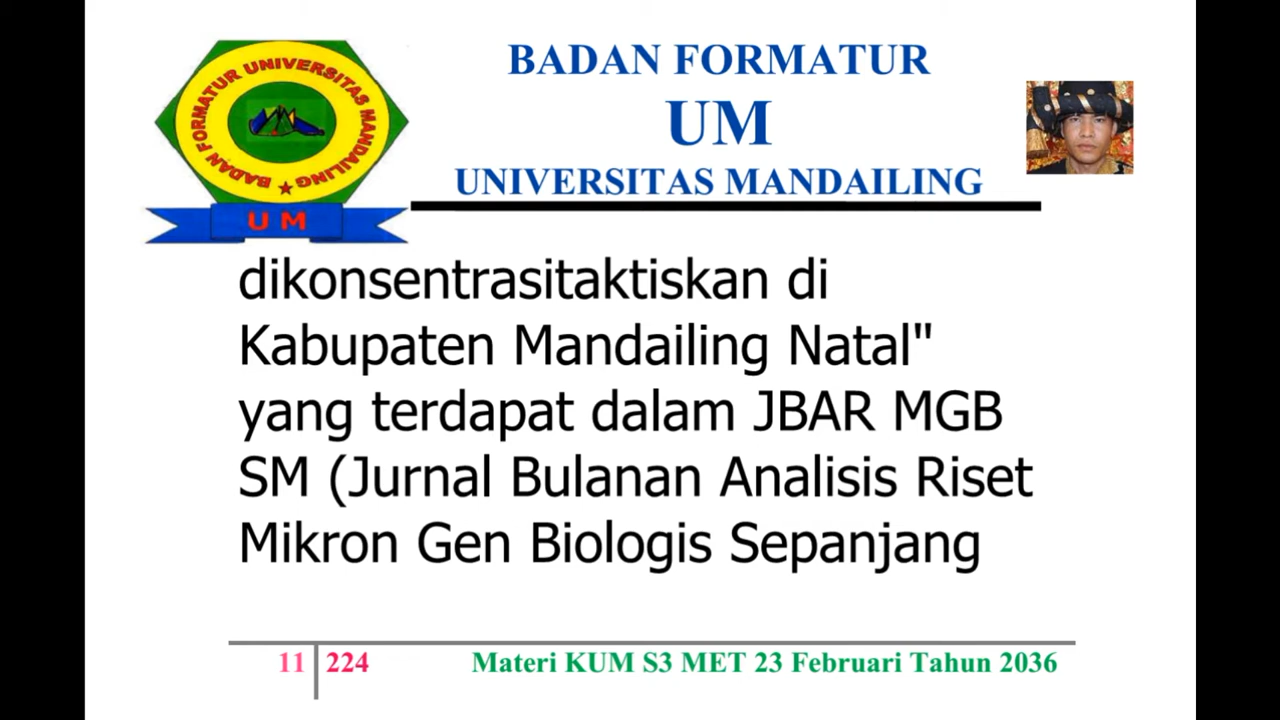 BADAN FORMATUR UNIVERSITAS MANDAILING
U M
BADAN FORMATUR
UM
UNIVERSITAS MANDAILING
dikonsentrasitaktiskan di
Kabupaten Mandailing Natal"
yang terdapat dalam JBAR MGB
SM (Jurnal Bulanan Analisis Riset
Mikron Gen Biologis Sepanjang
11 224 Materi KUM S3 MET 23 Februari Tahun 2036